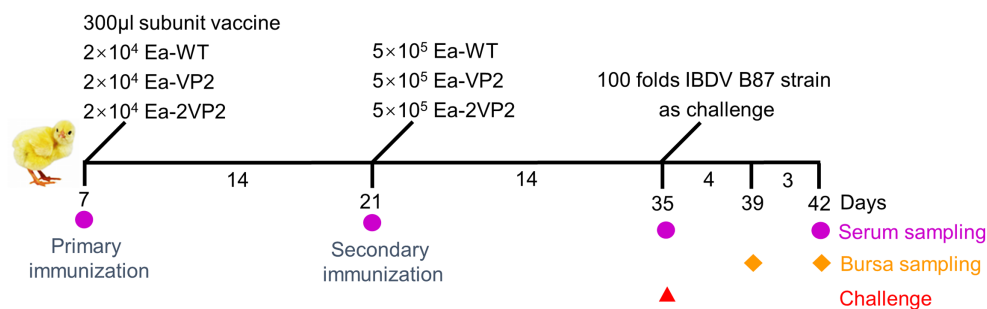 300µl subunit vaccine
2×10⁴ Ea-WT
2×10⁴ Ea-VP2
2×10⁴ Ea-2VP2
5×10⁵ Ea-WT
5×10⁵ Ea-VP2
5×10⁵ Ea-2VP2
100 folds IBDV B87 strain
as challenge
14
14
4
3
7
21
35
39
42 Days
Primary
immunization
Secondary
immunization
Serum sampling
Bursa sampling
Challenge